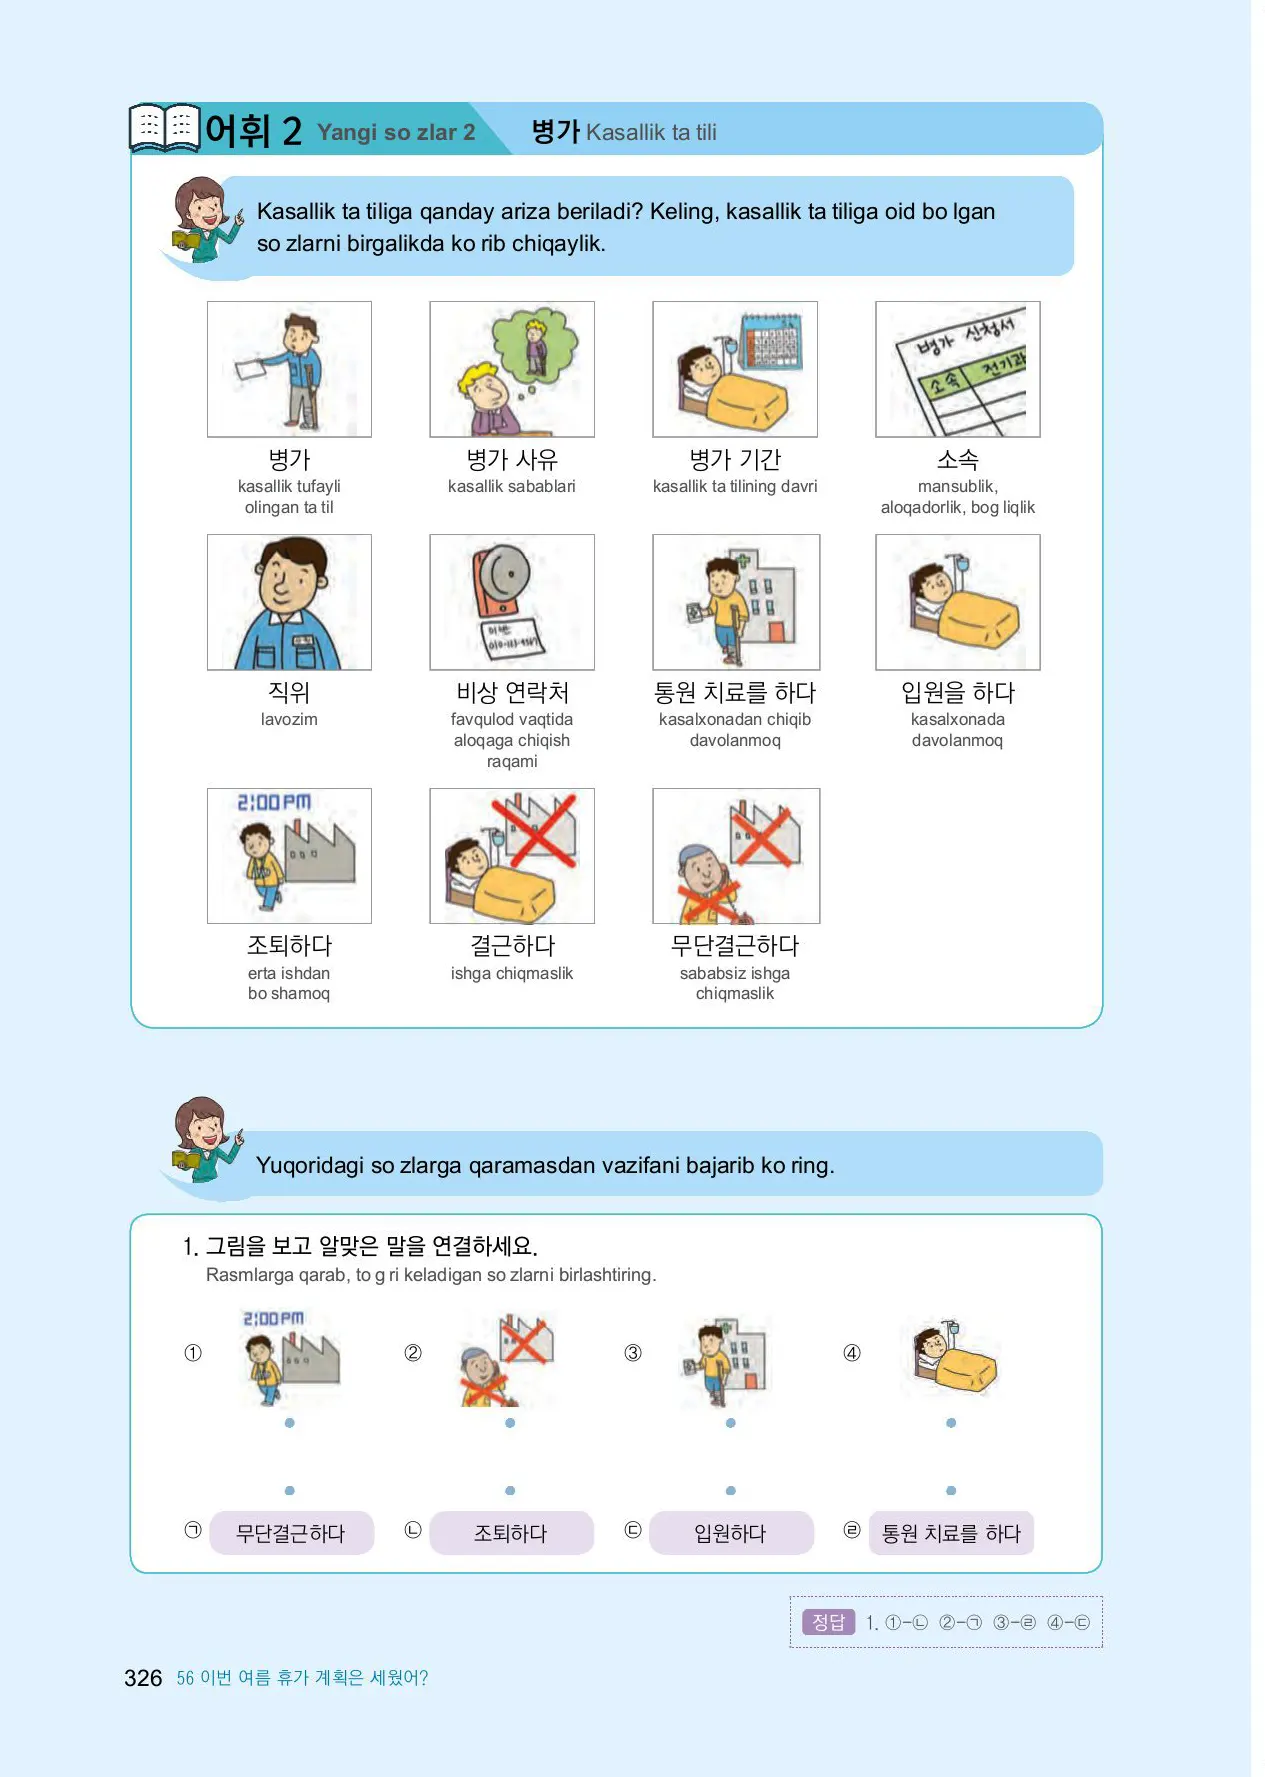 어휘 2 Yangi so zlar 2 병가 Kasallik ta tili
Kasallik ta tiliga qanday ariza beriladi? Keling, kasallik ta tiliga oid bo lgan
so zlarni birgalikda ko rib chiqaylik.
병가 신청서
소속 전기과
병가 병가 사유 병가 기간 소속
kasallik tufayli kasallik sabablari kasallik ta tilining davri mansublik,
olingan ta til aloqadorlik, bog liqlik
직위 비상 연락처 통원 치료를 하다 입원을 하다
lavozim favqulod vaqtida kasalxonadan chiqib kasalxonada
aloqaga chiqish davolanmoq davolanmoq
raqami
2:00 PM
조퇴하다 결근하다 무단결근하다
erta ishdan ishga chiqmaslik sababsiz ishga
bo shamoq chiqmaslik
Yuqoridagi so zlarga qaramasdan vazifani bajarib ko ring.
1. 그림을 보고 알맞은 말을 연결하세요.
Rasmlarga qarab, to g ri keladigan so zlarni birlashtiring.
2:00 PM
① ② ③ ④
㉠ 무단결근하다 ㉡ 조퇴하다 ㉢ 입원하다 ㉣ 통원 치료를 하다
정답 1. ①-㉡ ②-㉠ ③-㉣ ④-㉢
326 56 이번 여름 휴가 계획은 세웠어?